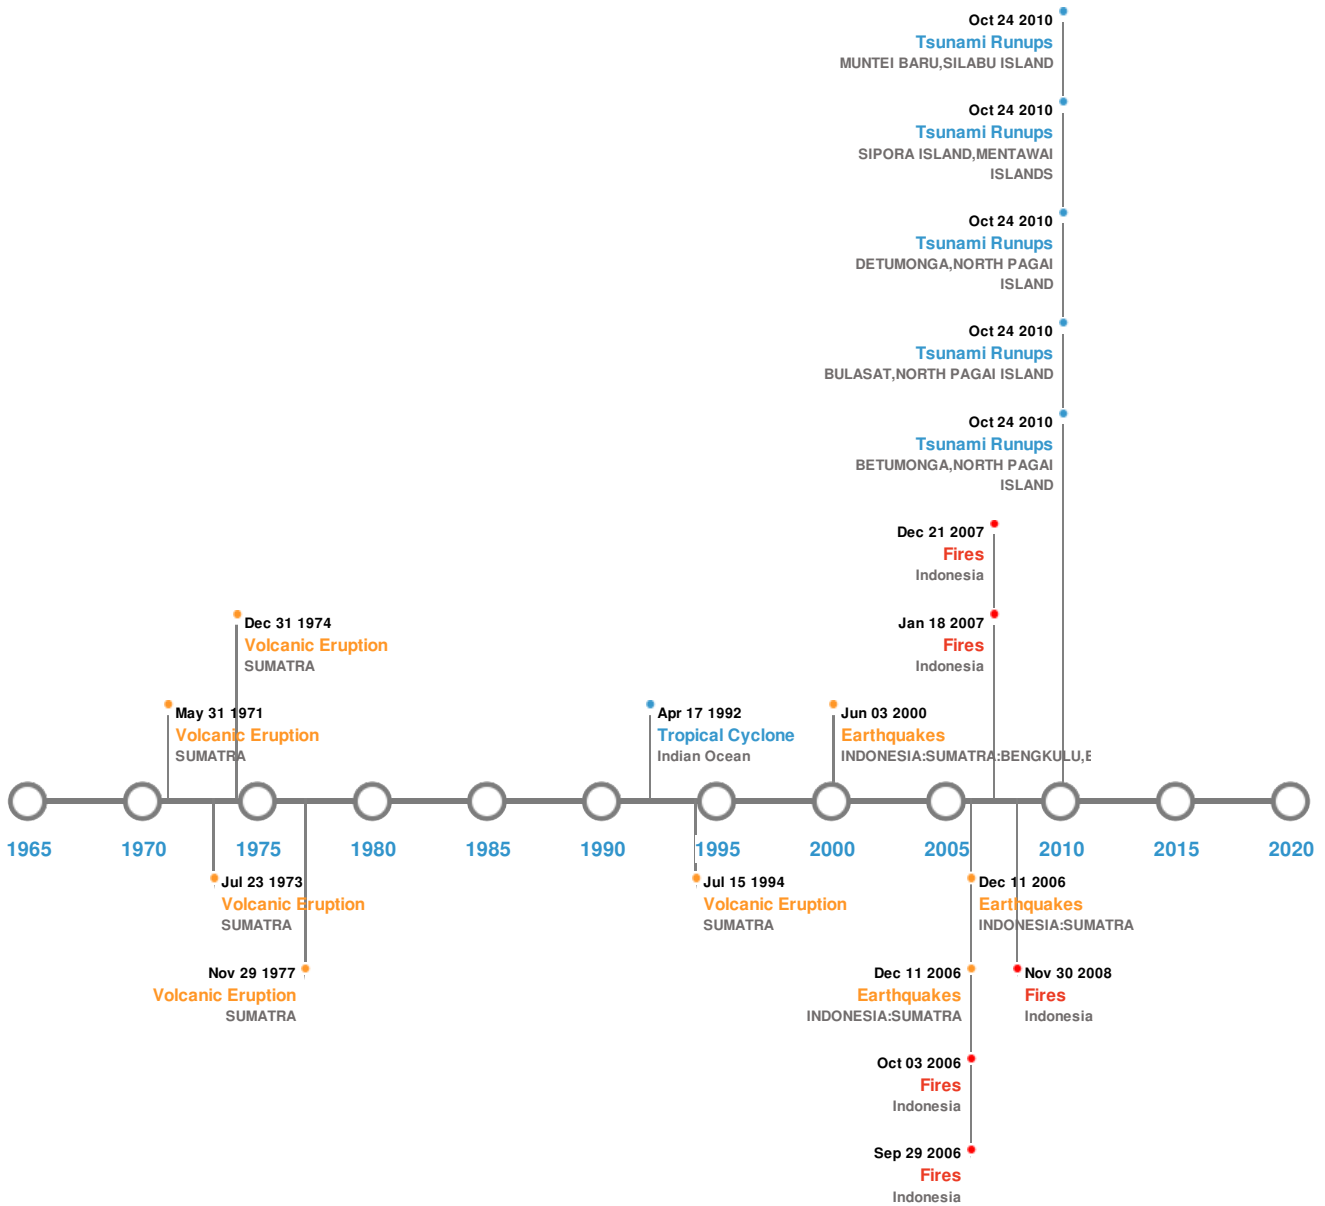 Oct 24 2010
Tsunami Runups
MUNTEI BARU,SILABU ISLAND
Oct 24 2010
Tsunami Runups
SIPORA ISLAND,MENTAWAI
ISLANDS
Oct 24 2010
Tsunami Runups
DETUMONGA,NORTH PAGAI
ISLAND
Oct 24 2010
Tsunami Runups
BULASAT,NORTH PAGAI ISLAND
Oct 24 2010
Tsunami Runups
BETUMONGA,NORTH PAGAI
ISLAND
Dec 21 2007
Fires
Indonesia
Dec 31 1974
Volcanic Eruption
SUMATRA
Jan 18 2007
Fires
Indonesia
May 31 1971
Volcanic Eruption
SUMATRA
Apr 17 1992
Tropical Cyclone
Indian Ocean
Jun 03 2000
Earthquakes
INDONESIA:SUMATRA:BENGKULU,E
1965 1970 1975 1980 1985 1990 1995 2000 2005 2010 2015 2020
Jul 23 1973
Volcanic Eruption
SUMATRA
Jul 15 1994
Volcanic Eruption
SUMATRA
Dec 11 2006
Earthquakes
INDONESIA:SUMATRA
Nov 29 1977
Volcanic Eruption
SUMATRA
Dec 11 2006
Earthquakes
INDONESIA:SUMATRA
Nov 30 2008
Fires
Indonesia
Oct 03 2006
Fires
Indonesia
Sep 29 2006
Fires
Indonesia